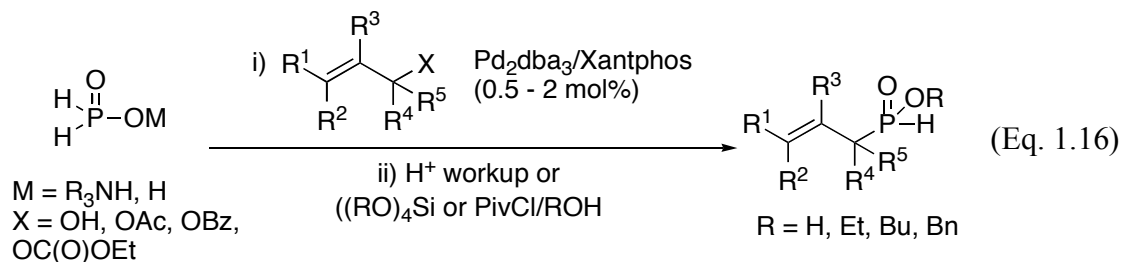 i)
R³
R¹
X
R²
R⁴
R⁵
Pd₂dba₃/Xantphos
(0.5 - 2 mol%)
O
H
P
OM
H
ii) H⁺ workup or
((RO)₄Si or PivCl/ROH
M = R₃NH, H
X = OH, OAc, OBz,
OC(O)OEt
R³
O
OR
R¹
P
H
R²
R⁴
R⁵
R = H, Et, Bu, Bn
(Eq. 1.16)